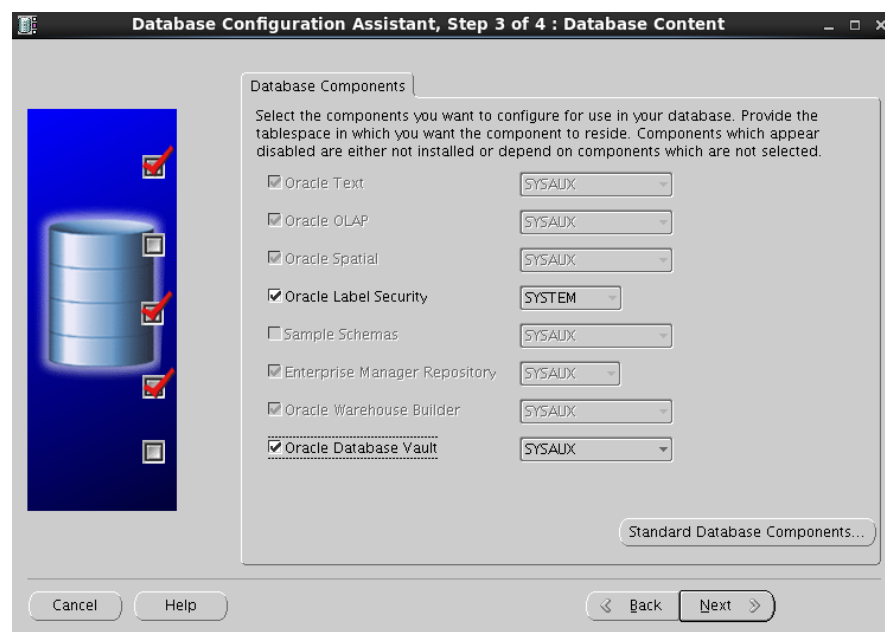 Database Configuration Assistant, Step 3 of 4 : Database Content
Database Components
Select the components you want to configure for use in your database. Provide the
tablespace in which you want the component to reside. Components which appear
disabled are either not installed or depend on components which are not selected.
Oracle Text SYSAUX
Oracle OLAP SYSAUX
Oracle Spatial SYSAUX
Oracle Label Security SYSTEM
Sample Schemas SYSAUX
Enterprise Manager Repository SYSAUX
Oracle Warehouse Builder SYSAUX
Oracle Database Vault SYSAUX
Standard Database Components...
Cancel Help Back Next